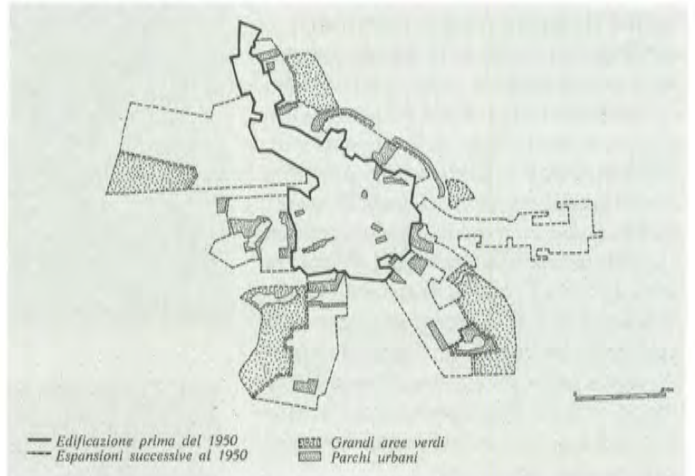 Edificazione prima del 1950
Espansioni successive al 1950
Grandi aree verdi
Parchi urbani